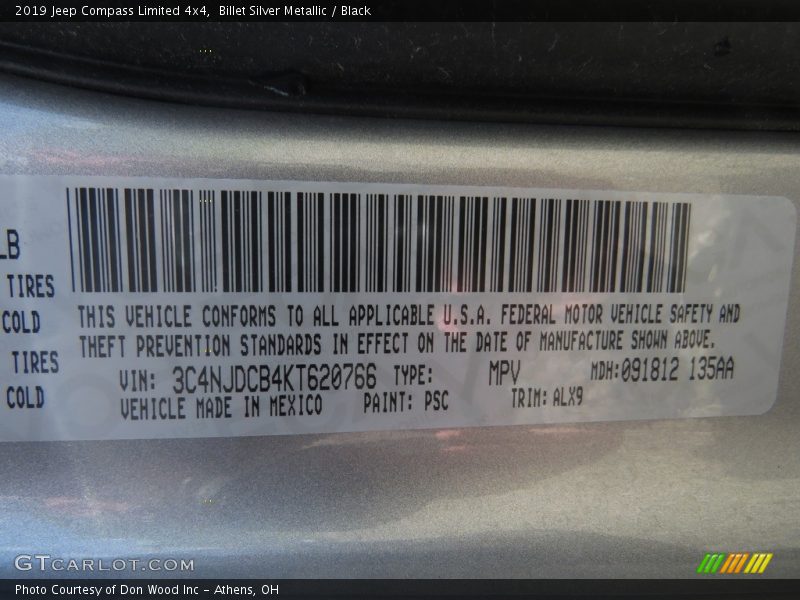 2019 Jeep Compass Limited 4x4,  Billet Silver Metallic / Black
LB
TIRES
COLD
TIRES
COLD
THIS VEHICLE CONFORMS TO ALL APPLICABLE U.S.A. FEDERAL MOTOR VEHICLE SAFETY AND
THEFT PREVENTION STANDARDS IN EFFECT ON THE DATE OF MANUFACTURE SHOWN ABOVE.
VIN: 3C4NJDCB4KT620766 TYPE: MPV MDH:091812 135AA
VEHICLE MADE IN MEXICO PAINT: PSC TRIM: ALX9
GTCARLOT.COM
Photo Courtesy of Don Wood Inc – Athens, OH